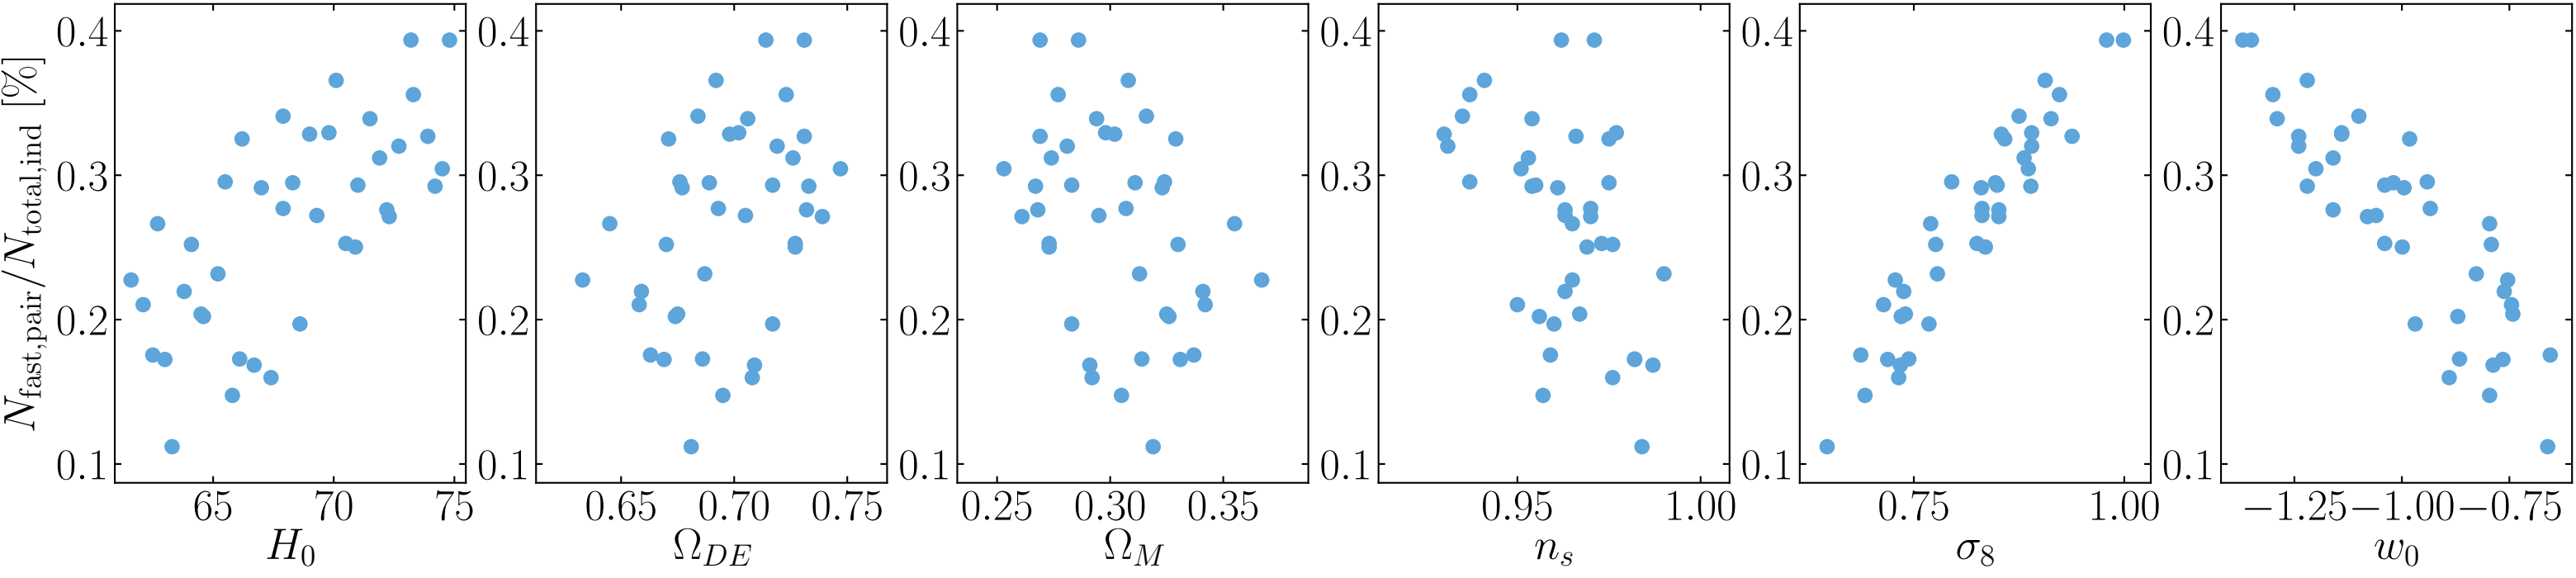 N_fast,pair/N_total,ind [%]
0.4 0.4 0.4 0.4 0.4 0.4
0.3 0.3 0.3 0.3 0.3 0.3
0.2 0.2 0.2 0.2 0.2 0.2
0.1 0.1 0.1 0.1 0.1 0.1
65 70 75 0.65 0.70 0.75 0.25 0.30 0.35 0.95 1.00 0.75 1.00 −1.25 −1.00 −0.75
H_0 Ω_DE Ω_M n_s σ_8 w_0